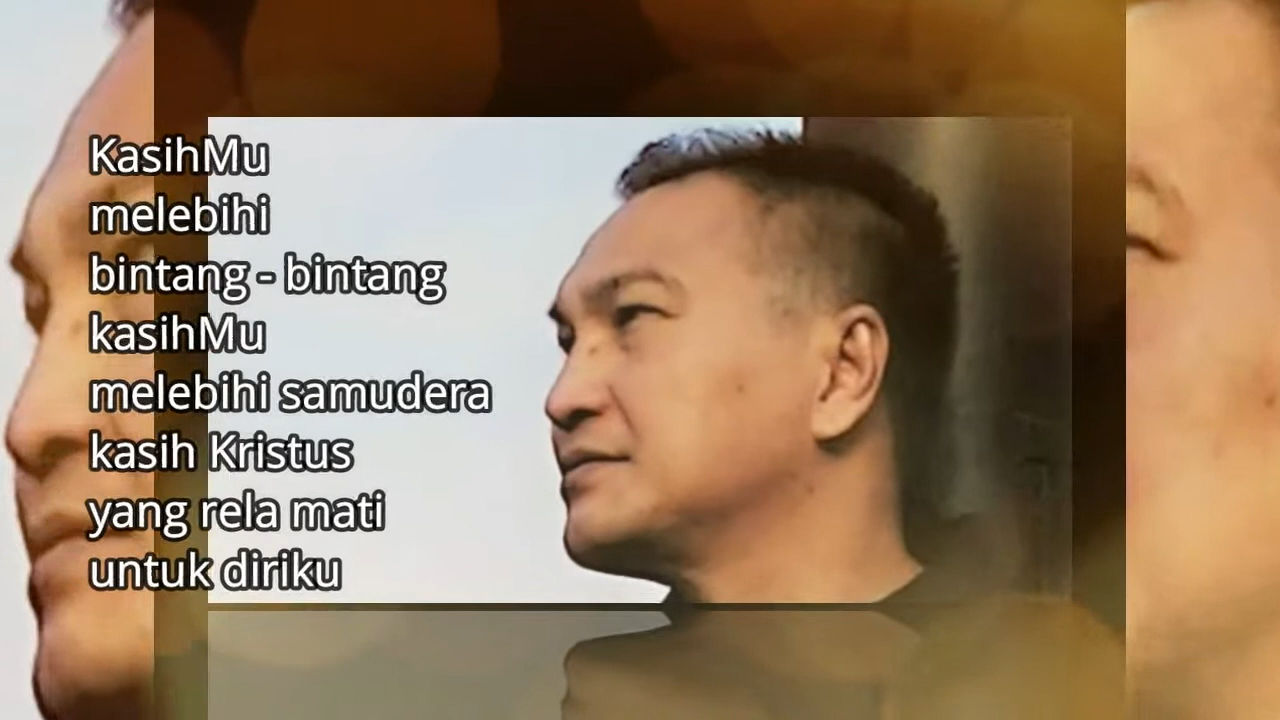 KasihMu
melebihi
bintang - bintang
kasihMu
melebihi samudera
kasih Kristus
yang rela mati
untuk diriku